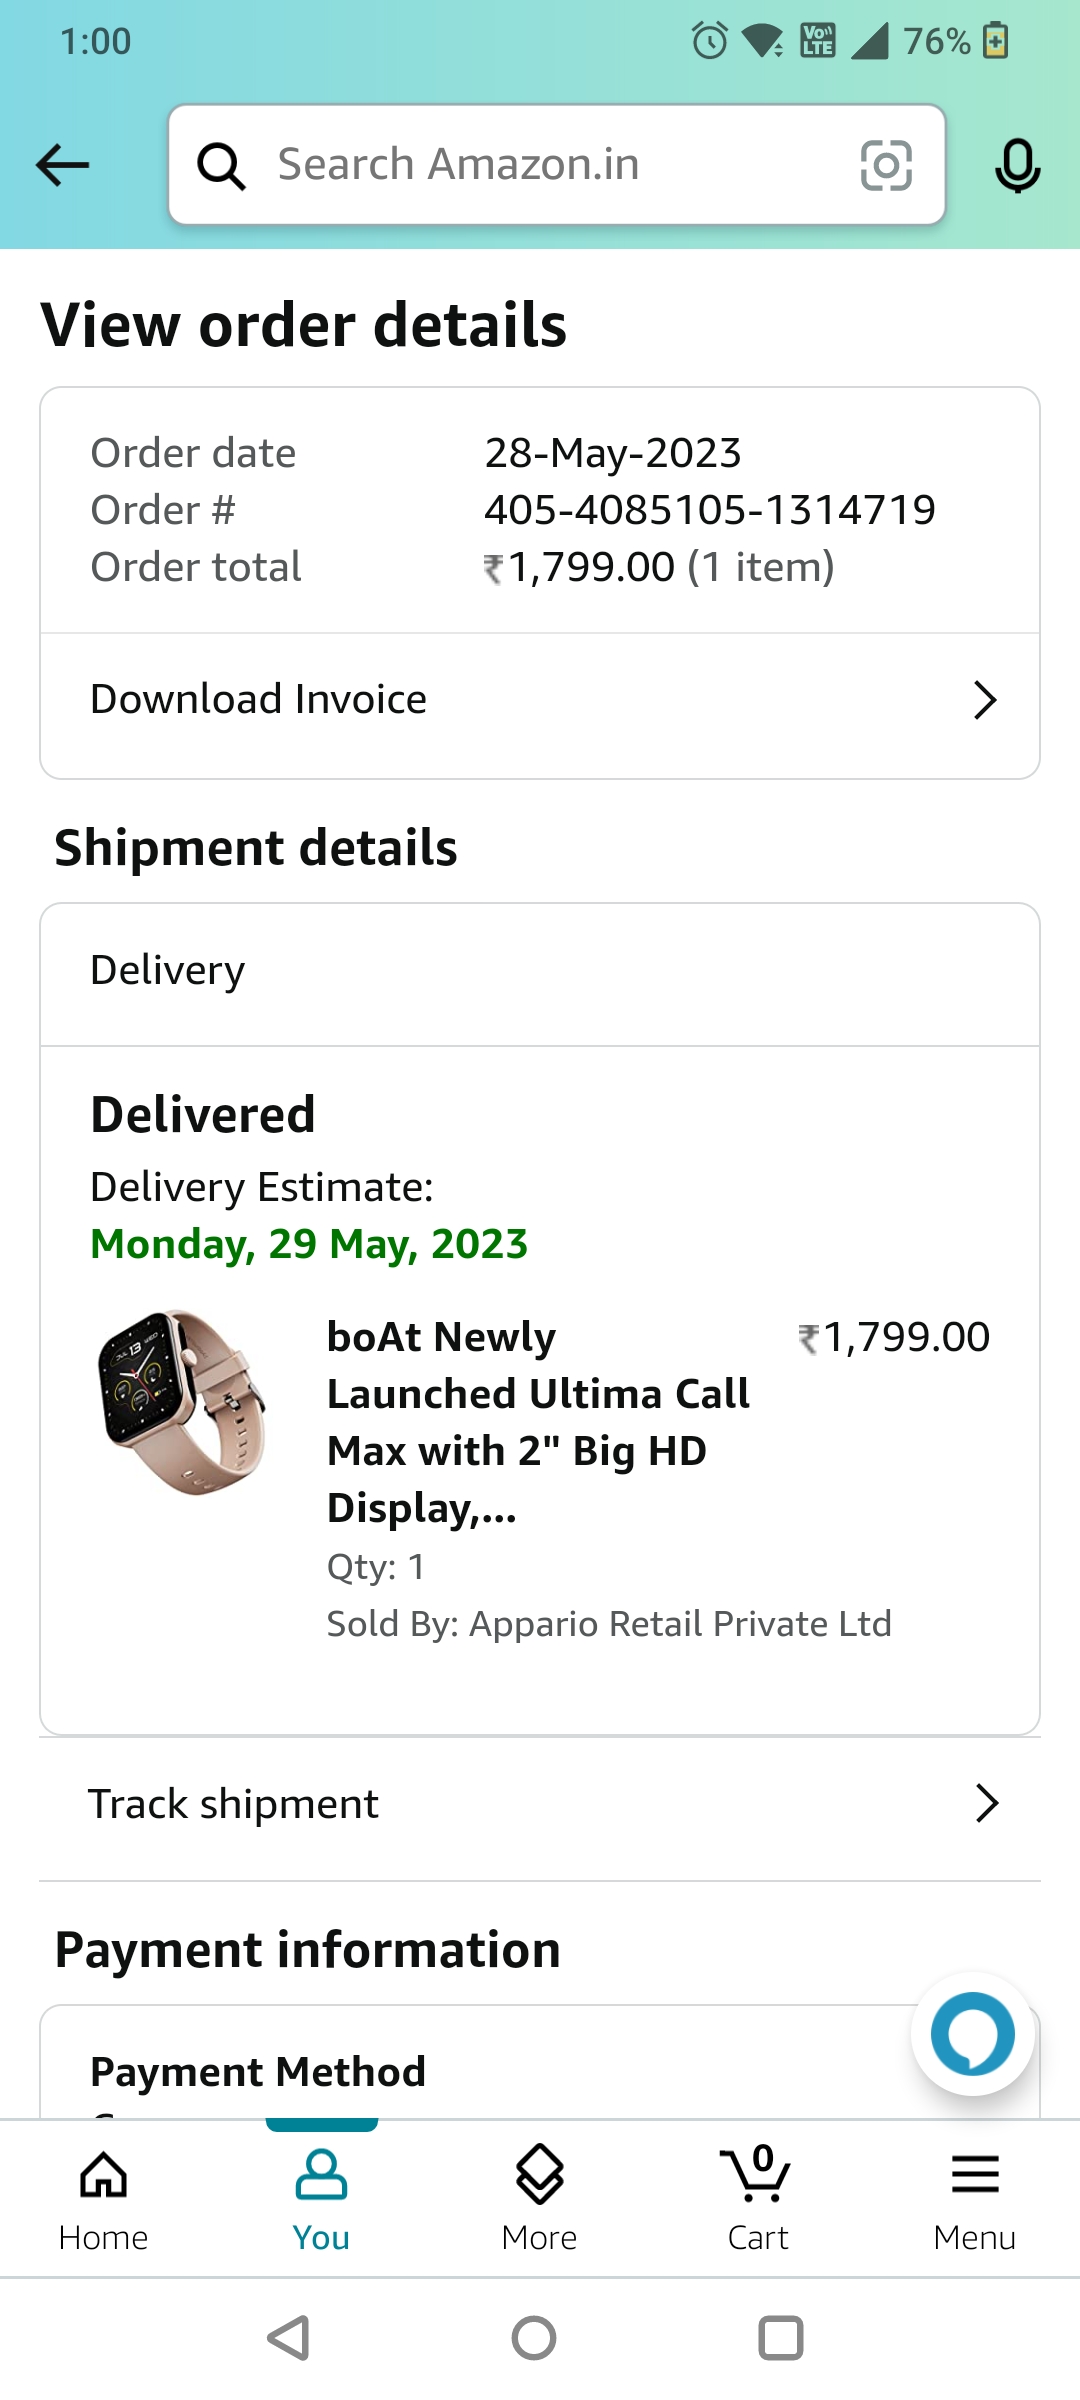 1:00
Vo LTE
76%
Search Amazon.in
View order details
Order date 28-May-2023
Order # 405-4085105-1314719
Order total ₹1,799.00 (1 item)
Download Invoice
Shipment details
Delivery
Delivered
Delivery Estimate:
Monday, 29 May, 2023
boAt Newly ₹1,799.00
Launched Ultima Call
Max with 2" Big HD
Display,...
Qty: 1
Sold By: Appario Retail Private Ltd
Track shipment
Payment information
Payment Method
0
Home You More Cart Menu